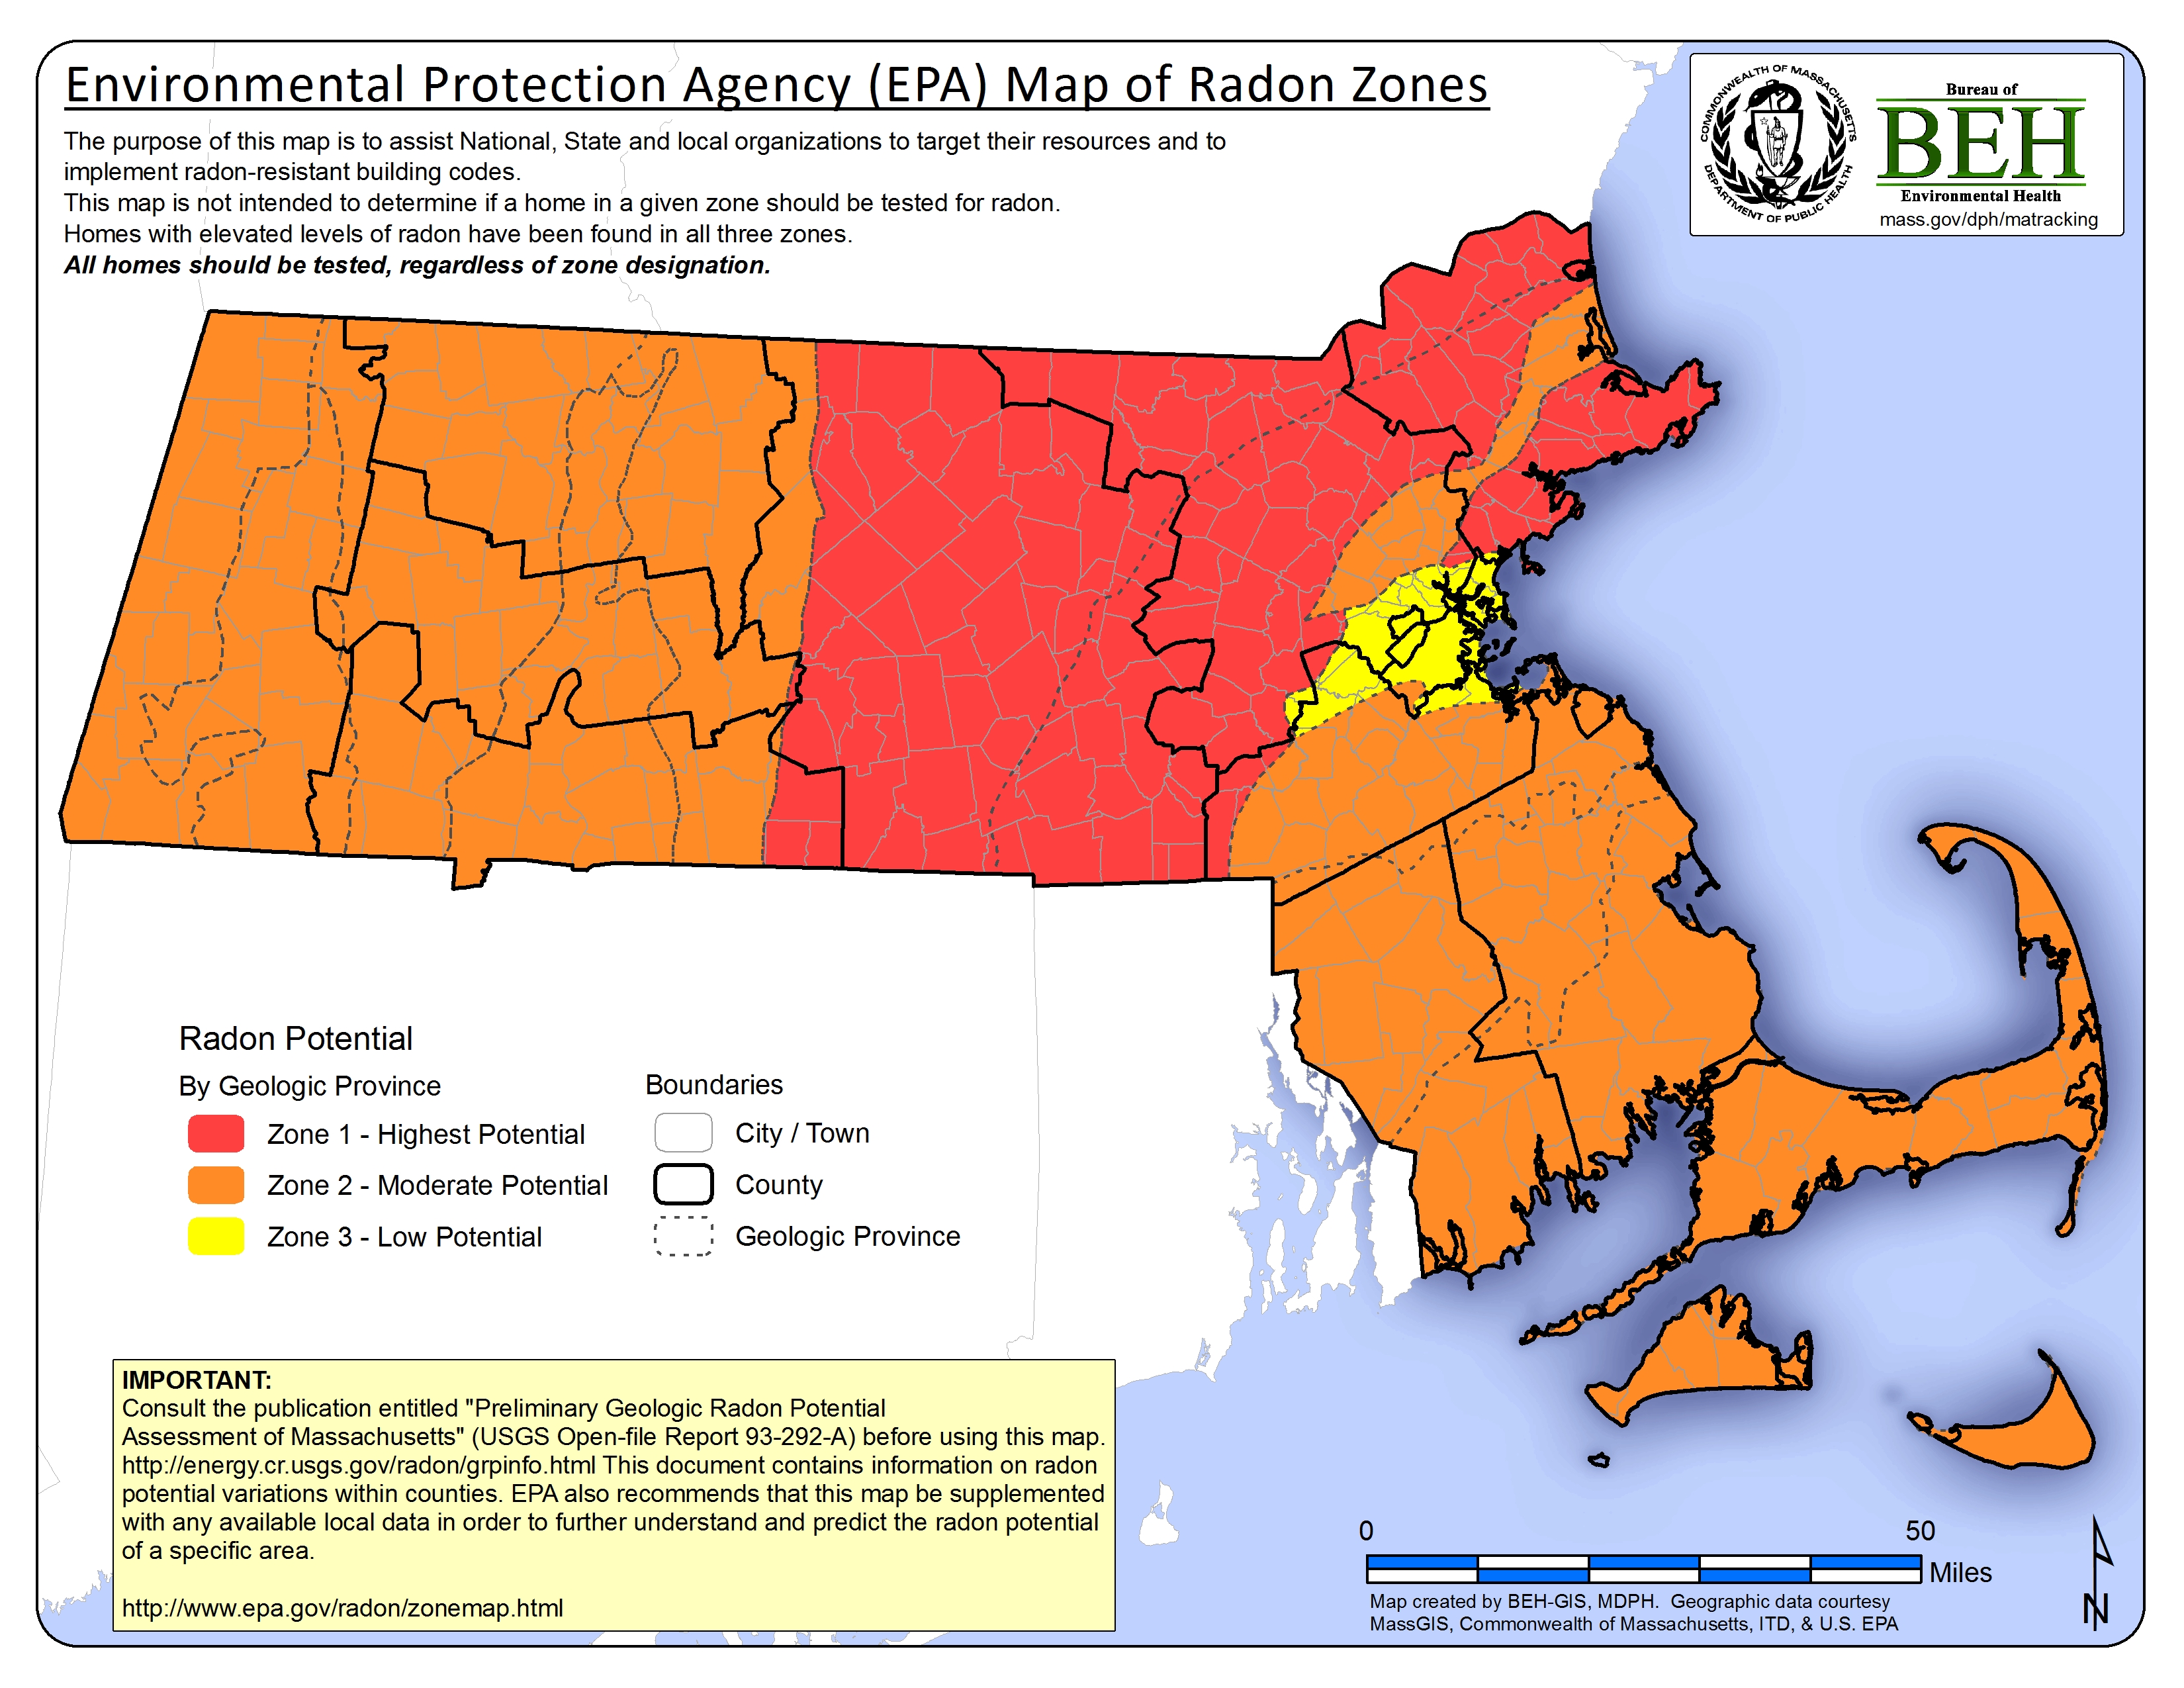 Environmental Protection Agency (EPA) Map of Radon Zones
The purpose of this map is to assist National, State and local organizations to target their resources and to
implement radon-resistant building codes.
This map is not intended to determine if a home in a given zone should be tested for radon.
Homes with elevated levels of radon have been found in all three zones.
All homes should be tested, regardless of zone designation.
COMMONWEALTH OF MASSACHUSETTS
DEPARTMENT OF PUBLIC HEALTH
Bureau of
BEH
Environmental Health
mass.gov/dph/matracking
Radon Potential
By Geologic Province
Zone 1 - Highest Potential
Zone 2 - Moderate Potential
Zone 3 - Low Potential
Boundaries
City / Town
County
Geologic Province
IMPORTANT:
Consult the publication entitled "Preliminary Geologic Radon Potential
Assessment of Massachusetts" (USGS Open-file Report 93-292-A) before using this map.
http://energy.cr.usgs.gov/radon/grpinfo.html This document contains information on radon
potential variations within counties. EPA also recommends that this map be supplemented
with any available local data in order to further understand and predict the radon potential
of a specific area.
http://www.epa.gov/radon/zonemap.html
0 50
Miles
Map created by BEH-GIS, MDPH. Geographic data courtesy
MassGIS, Commonwealth of Massachusetts, ITD, & U.S. EPA
N